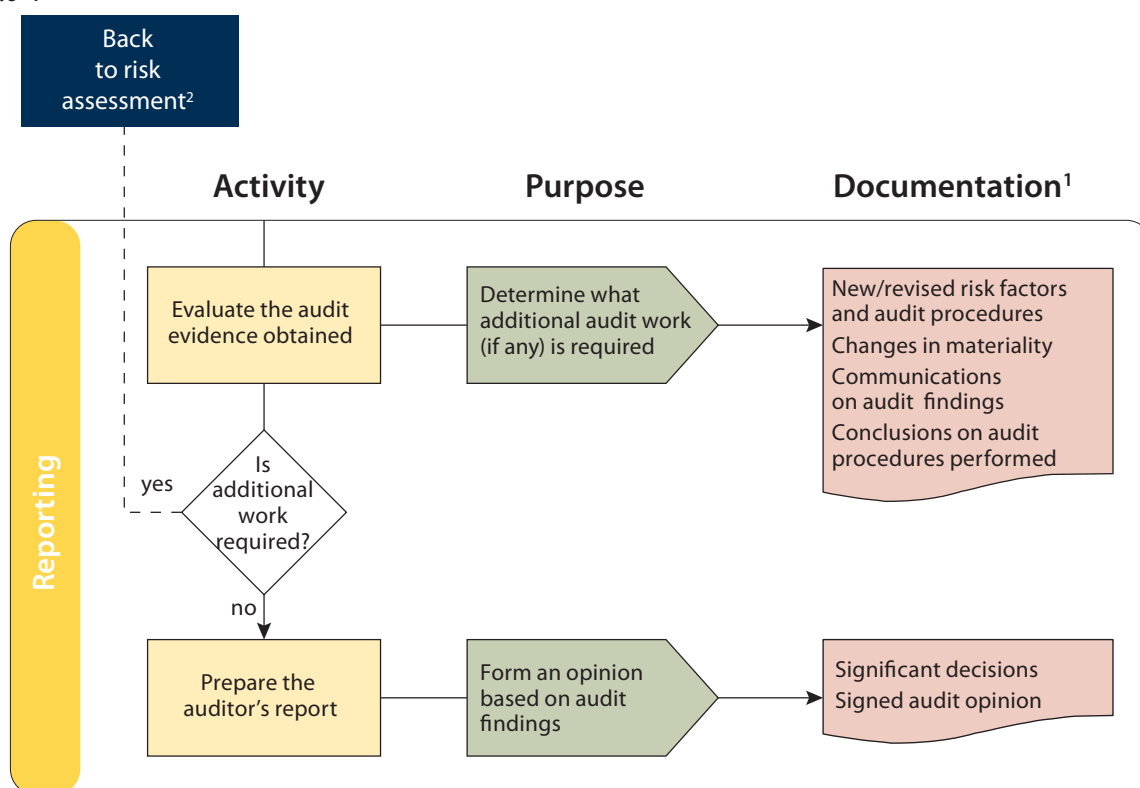 Back
to risk
assessment²
Activity
Purpose
Documentation¹
Reporting
Evaluate the audit
evidence obtained
Determine what
additional audit work
(if any) is required
New/revised risk factors
and audit procedures
Changes in materiality
Communications
on audit findings
Conclusions on audit
procedures performed
yes
Is
additional
work
required?
no
Prepare the
auditor’s report
Form an opinion
based on audit
findings
Significant decisions
Signed audit opinion